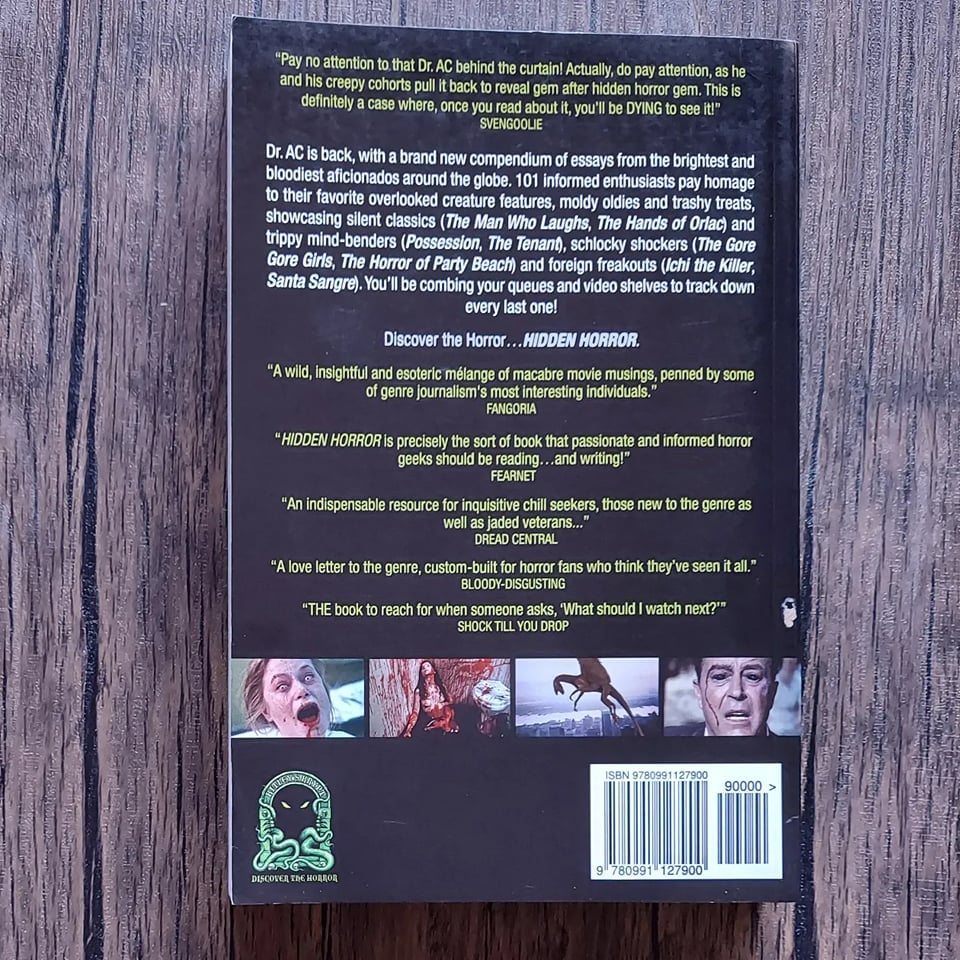 “Pay no attention to that Dr. AC behind the curtain! Actually, do pay attention, as he
and his creepy cohorts pull it back to reveal gem after hidden horror gem. This is
definitely a case where, once you read about it, you'll be DYING to see it!”
SVENGOOLIE
Dr. AC is back, with a brand new compendium of essays from the brightest and
bloodiest aficionados around the globe. 101 informed enthusiasts pay homage
to their favorite overlooked creature features, moldy oldies and trashy treats,
showcasing silent classics (The Man Who Laughs, The Hands of Orlac) and
trippy mind-benders (Possession, The Tenant), schlocky shockers (The Gore
Gore Girls, The Horror of Party Beach) and foreign freakouts (Ichi the Killer,
Santa Sangre). You'll be combing your queues and video shelves to track down
every last one!
Discover the Horror...HIDDEN HORROR.
“A wild, insightful and esoteric mélange of macabre movie musings, penned by some
of genre journalism's most interesting individuals.”
FANGORIA
“HIDDEN HORROR is precisely the sort of book that passionate and informed horror
geeks should be reading...and writing!”
FEARNET
“An indispensable resource for inquisitive chill seekers, those new to the genre as
well as jaded veterans...”
DREAD CENTRAL
“A love letter to the genre, custom-built for horror fans who think they've seen it all.”
BLOODY-DISGUSTING
“THE book to reach for when someone asks, ‘What should I watch next?’”
SHOCK TILL YOU DROP
DISCOVER THE HORROR
ISBN 9780991127900
90000 >
9 780991 127900